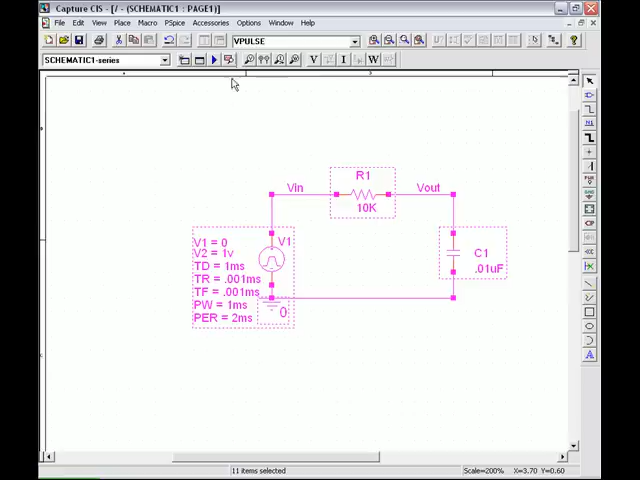 Capture CIS - [/ - (SCHEMATIC1 : PAGE1)]
File Edit View Place Macro PSpice Accessories Options Window Help
VPULSE
SCHEMATIC1-series
V I W
R1
Vin Vout
10K
V1 = 0 V1
V2 = 1v C1
TD = 1ms .01uF
TR = .001ms
TF = .001ms
PW = 1ms
PER = 2ms 0
11 items selected Scale=200% X=3.70 Y=0.60